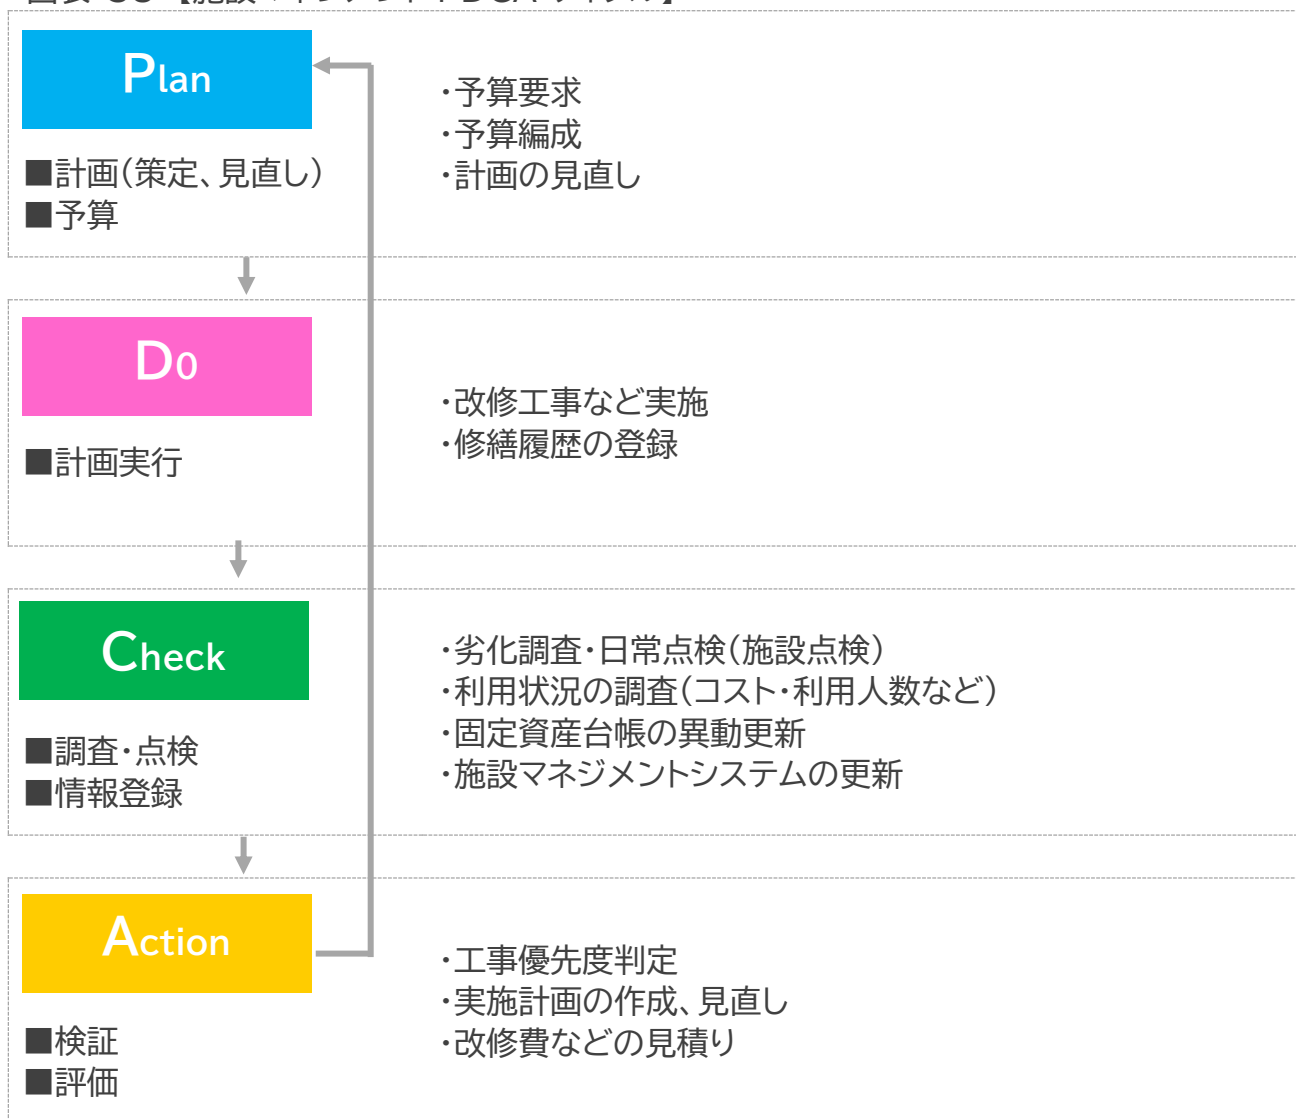 Plan
■計画(策定、見直し)
■予算
・予算要求
・予算編成
・計画の見直し
D0
■計画実行
・改修工事など実施
・修繕履歴の登録
Check
■調査・点検
■情報登録
・劣化調査・日常点検(施設点検)
・利用状況の調査(コスト・利用人数など)
・固定資産台帳の異動更新
・施設マネジメントシステムの更新
Action
■検証
■評価
・工事優先度判定
・実施計画の作成、見直し
・改修費などの見積り